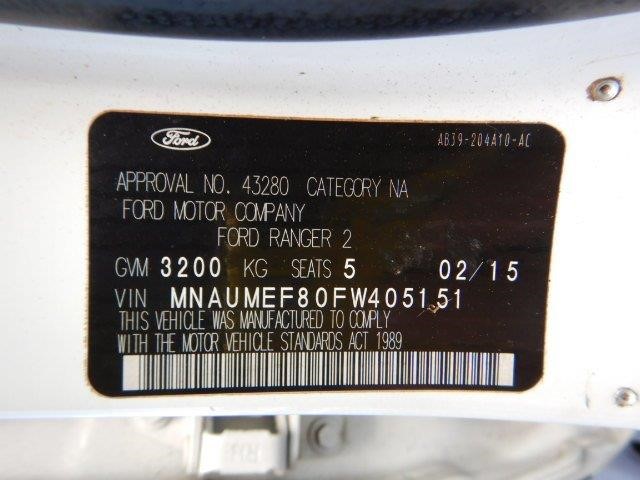 Ford
AB39-204A10-AC
APPROVAL NO. 43280 CATEGORY NA
FORD MOTOR COMPANY
FORD RANGER 2
GVM 3200 KG SEATS 5 02/15
VIN MNAUMEF80FW405151
THIS VEHICLE WAS MANUFACTURED TO COMPLY
WITH THE MOTOR VEHICLE STANDARDS ACT 1989